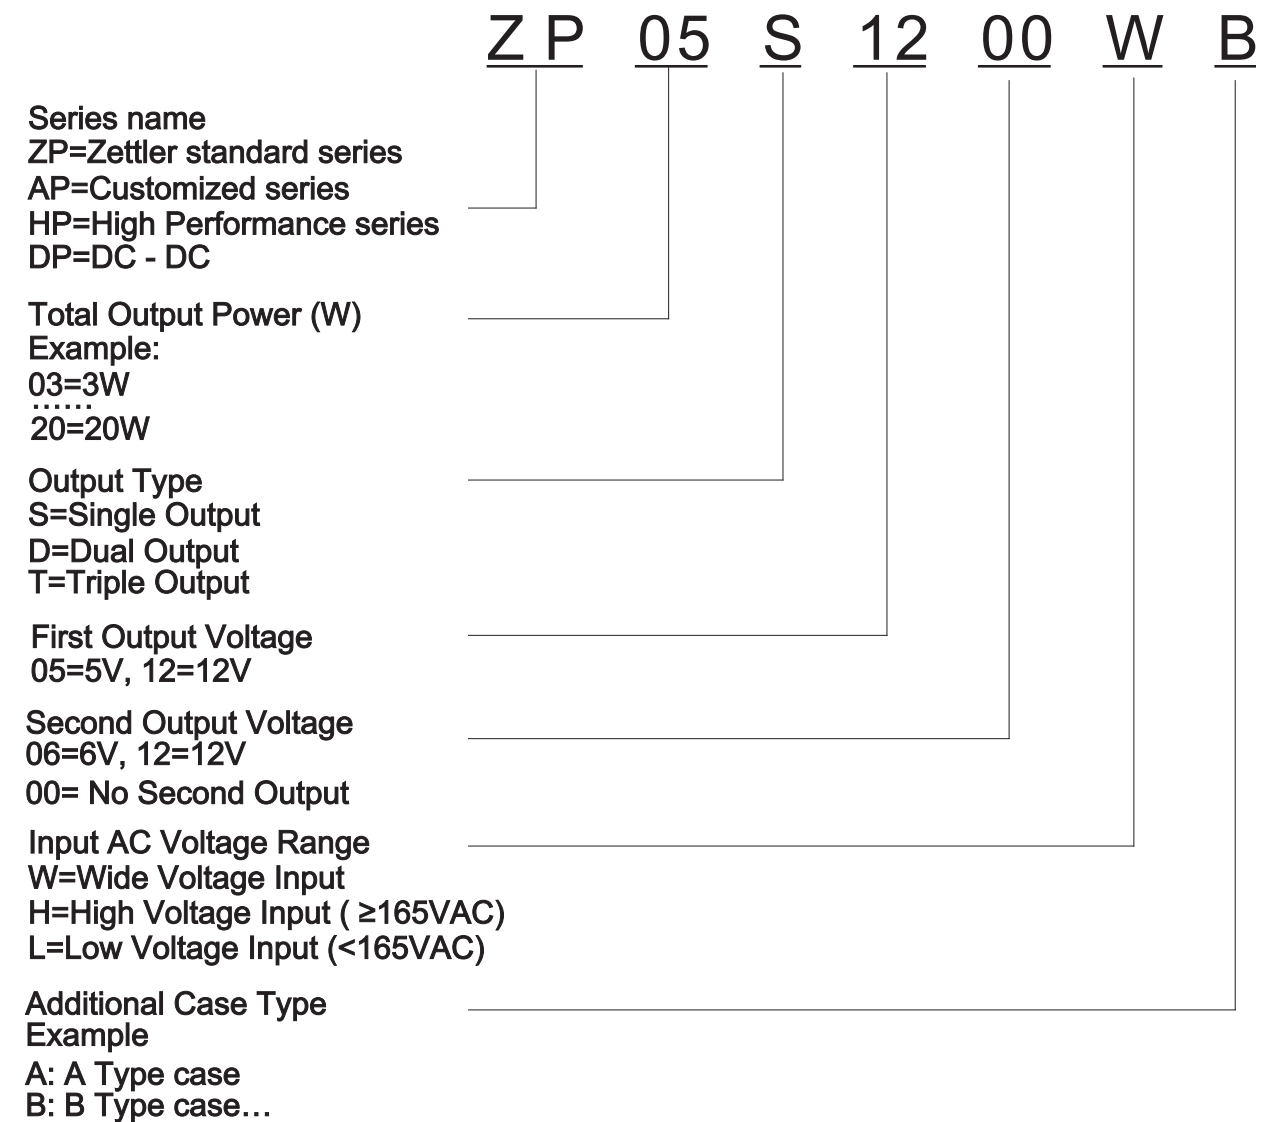 ZP 05 S 12 00 W B
Series name
ZP=Zettler standard series
AP=Customized series
HP=High Performance series
DP=DC - DC
Total Output Power (W)
Example:
03=3W
......
20=20W
Output Type
S=Single Output
D=Dual Output
T=Triple Output
First Output Voltage
05=5V, 12=12V
Second Output Voltage
06=6V, 12=12V
00= No Second Output
Input AC Voltage Range
W=Wide Voltage Input
H=High Voltage Input ( ≥165VAC)
L=Low Voltage Input (<165VAC)
Additional Case Type
Example
A: A Type case
B: B Type case...